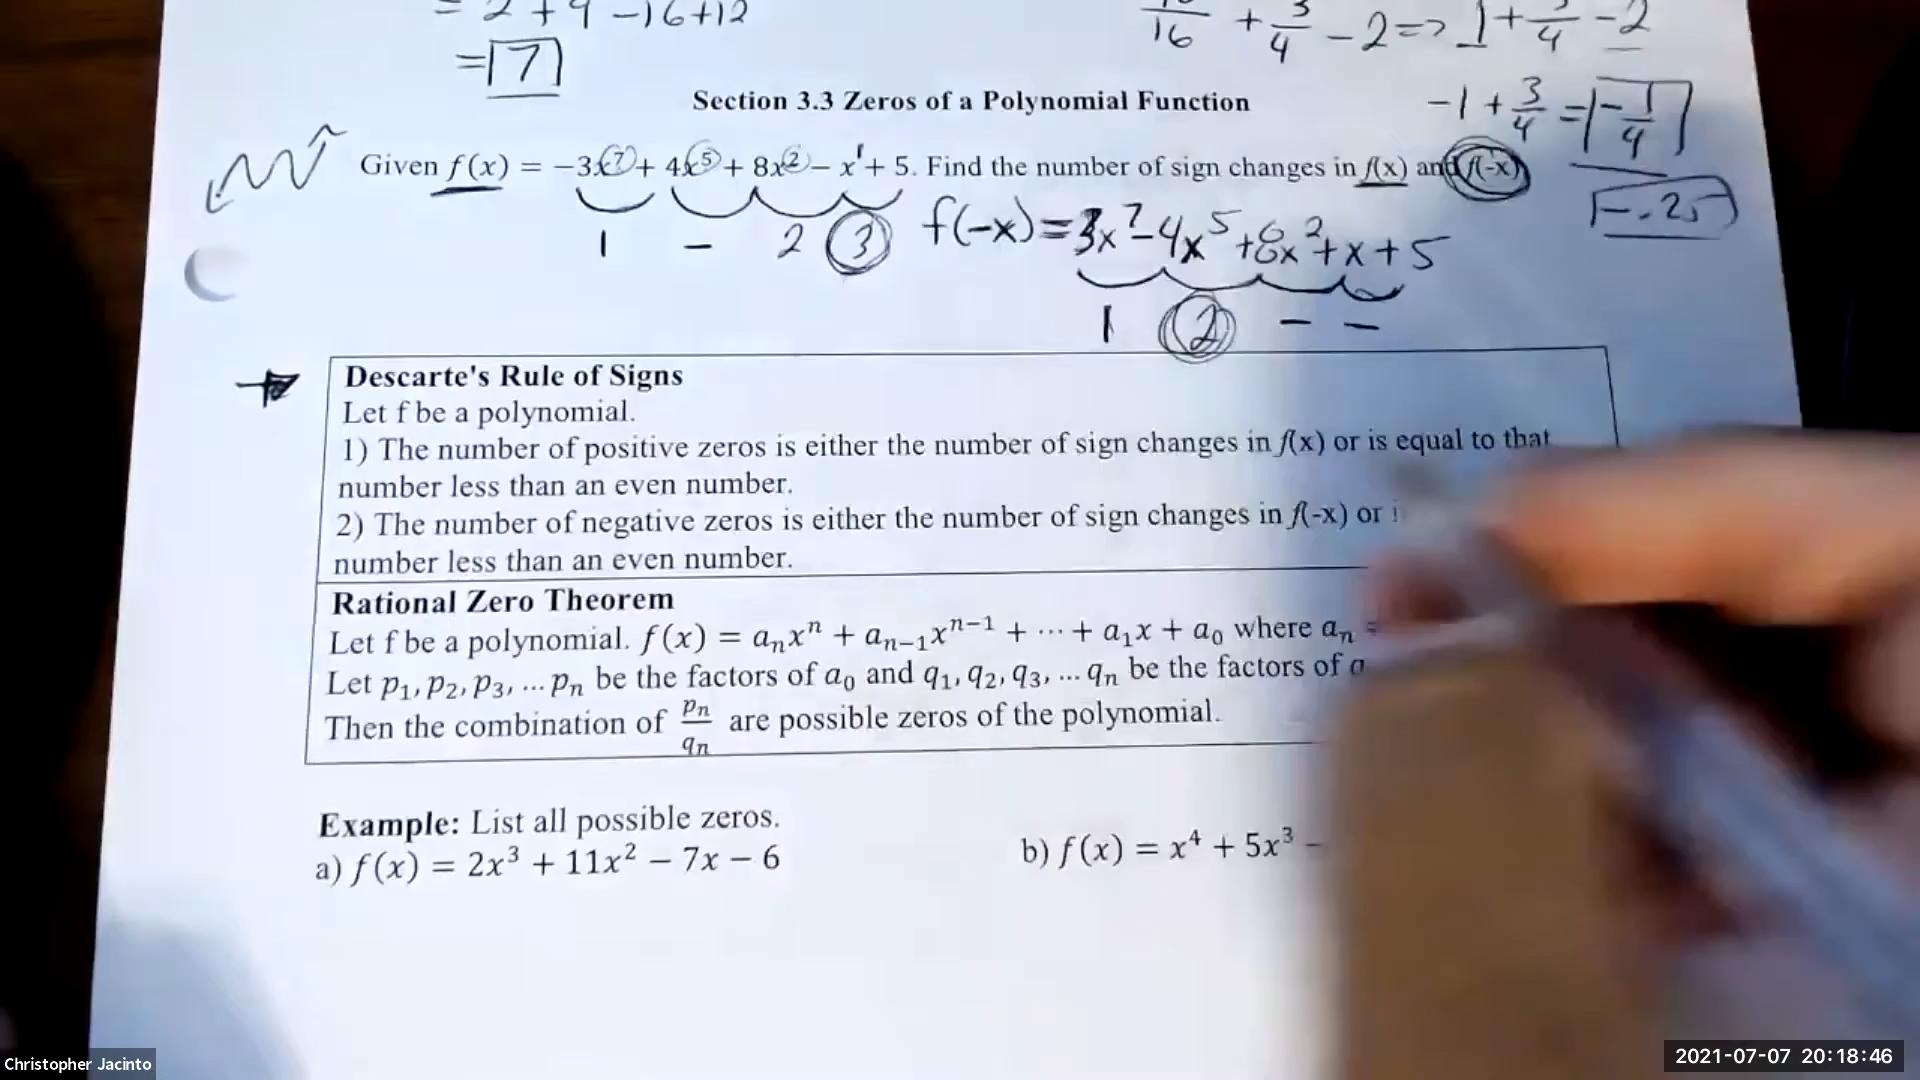 = 2 + 9 - 16 + 12
= 7
16 + 3/4 - 2 => 1 + 3/4 - 2
-1 + 3/4 = -1/4
-.25
Section 3.3 Zeros of a Polynomial Function
Given f(x) = −3x⁷ + 4x⁵ + 8x² − x¹ + 5. Find the number of sign changes in f(x) and f(-x)
1 - 2 3
f(-x) = 3x⁷ - 4x⁵ + 8x² + x + 5
1 2 - -
Descarte's Rule of Signs
Let f be a polynomial.
1) The number of positive zeros is either the number of sign changes in f(x) or is equal to that
number less than an even number.
2) The number of negative zeros is either the number of sign changes in f(-x) or
number less than an even number.
Rational Zero Theorem
Let f be a polynomial. f(x) = aₙxⁿ + aₙ₋₁xⁿ⁻¹ + ⋯ + a₁x + a₀ where aₙ
Let p₁, p₂, p₃, … pₙ be the factors of a₀ and q₁, q₂, q₃, … qₙ be the factors of a
Then the combination of pₙ/qₙ are possible zeros of the polynomial.
Example: List all possible zeros.
a) f(x) = 2x³ + 11x² − 7x − 6
b) f(x) = x⁴ + 5x³ −
Christopher Jacinto
2021-07-07 20:18:46